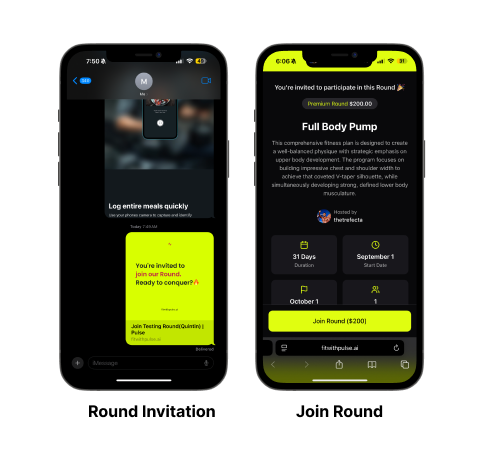 7:50
340
M
Me
Log entire meals quickly
Use your phones camera to capture and identify
Today 7:49 AM
You're invited to
join our Round.
Ready to conquer?🔥
fitwithpulse.ai
Join Testing Round(Quintin) |
Pulse
fitwithpulse.ai
Delivered
iMessage
Round Invitation
6:06
31
You're invited to participate in this Round 🎉
Premium Round $200.00
Full Body Pump
This comprehensive fitness plan is designed to create
a well-balanced physique with strategic emphasis on
upper body development. The program focuses on
building impressive chest and shoulder width to
achieve that coveted V-taper silhouette, while
simultaneously developing strong, defined lower body
musculature.
Hosted by
thetrefecta
31 Days
Duration
September 1
Start Date
October 1
1
Join Round ($200)
fitwithpulse.ai
Join Round